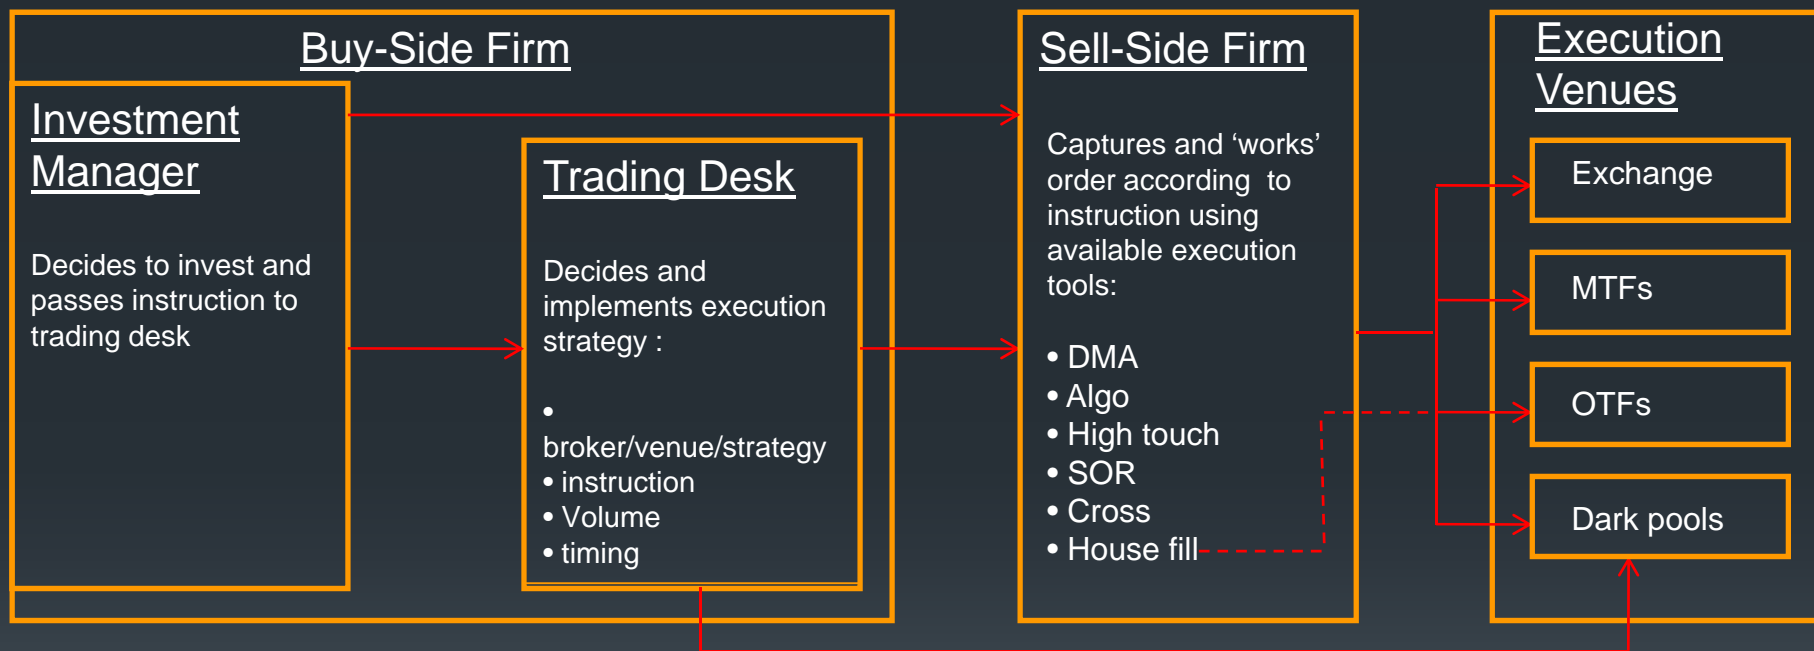 Buy-Side Firm
Investment
Manager
Decides to invest and
passes instruction to
trading desk
Trading Desk
Decides and
implements execution
strategy :
•
broker/venue/strategy
• instruction
• Volume
• timing
Sell-Side Firm
Captures and ‘works’
order according  to
instruction using
available execution
tools:
• DMA
• Algo
• High touch
• SOR
• Cross
• House fill
Execution
Venues
Exchange
MTFs
OTFs
Dark pools